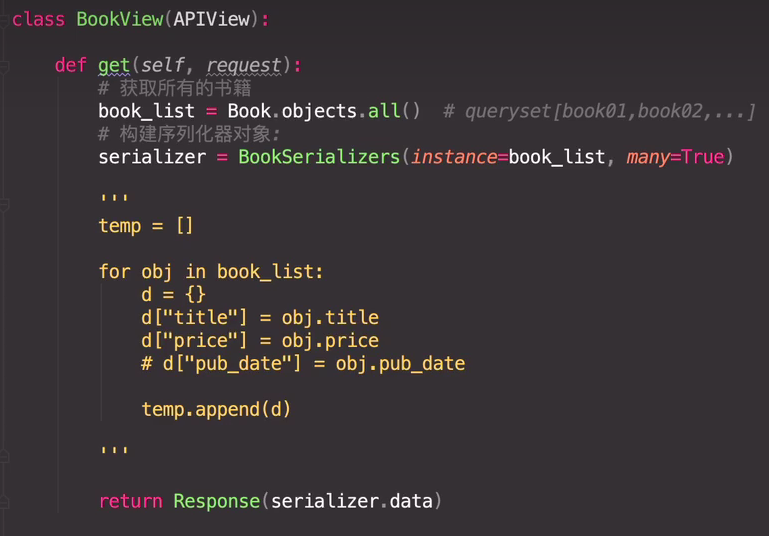 class BookView(APIView):
def get(self, request):
# 获取所有的书籍
book_list = Book.objects.all()  # queryset[book01,book02,...]
# 构建序列化器对象:
serializer = BookSerializers(instance=book_list, many=True)
'''
temp = []
for obj in book_list:
d = {}
d["title"] = obj.title
d["price"] = obj.price
# d["pub_date"] = obj.pub_date
temp.append(d)
'''
return Response(serializer.data)